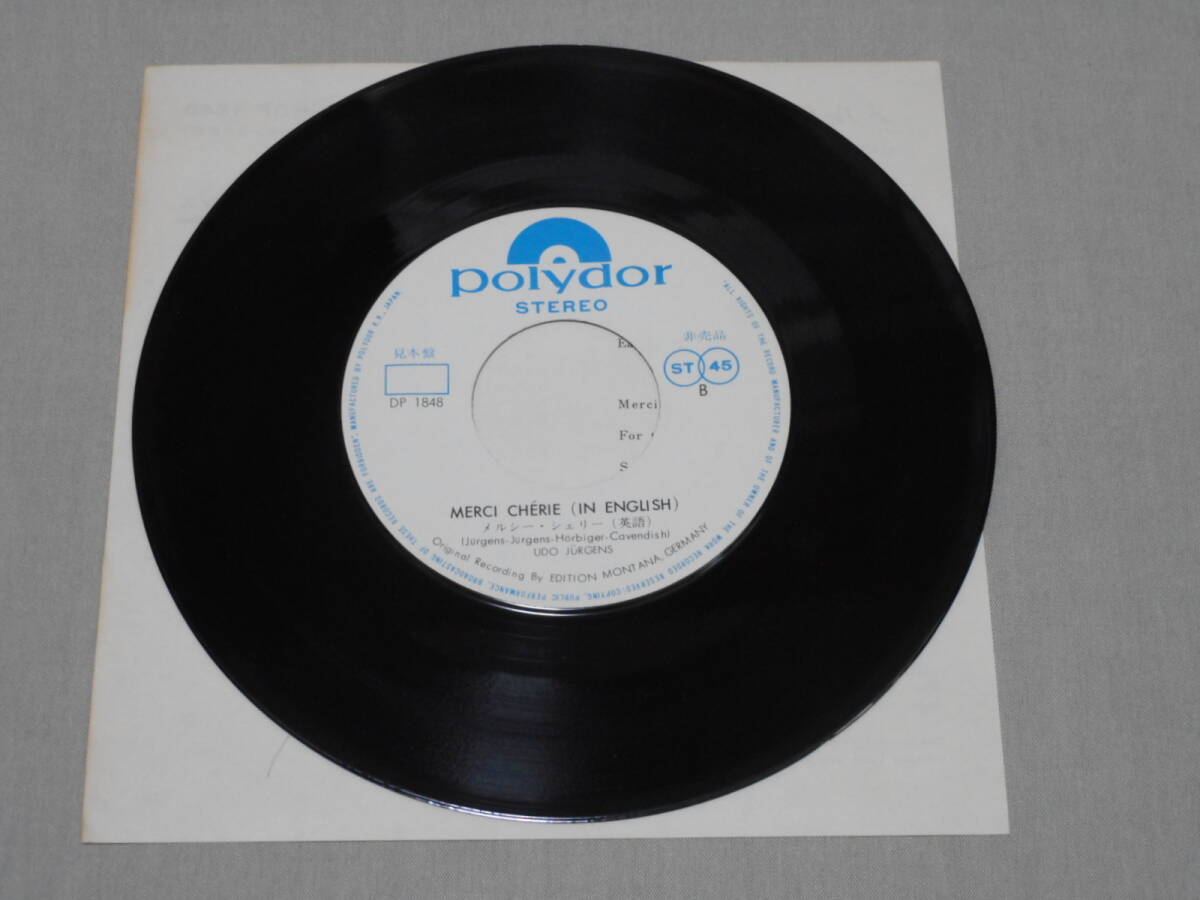 polydor
STEREO
見本盤
非売品
DP 1848
ST 45
B
Merci
For
S
MERCI CHÉRIE (IN ENGLISH)
メルシー・シェリー (英語)
(Jürgens-Jürgens-Hörbiger-Cavendish)
UDO JÜRGENS
Original Recording By EDITION MONTANA, GERMANY
"ALL RIGHTS OF THE RECORD MANUFACTURER AND OF THE OWNER OF THE WORK RECORDED RESERVED: COPYING, PUBLIC PERFORMANCE, BROADCASTING OF THESE RECORDS ARE FORBIDDEN". MANUFACTURED BY POLYDOR K.K., JAPAN.